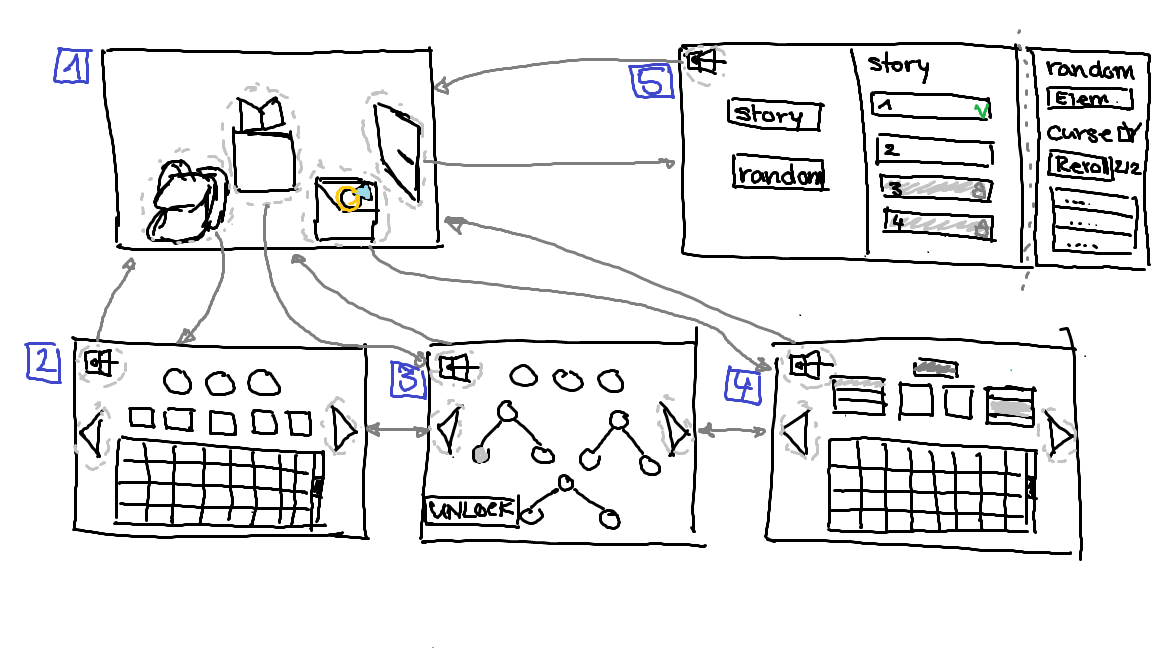 1
5
story
random
story
1
2
3
4
random
Elem.
Curse
Reroll 2/2
....
....
....
2
3
4
UNLOCK